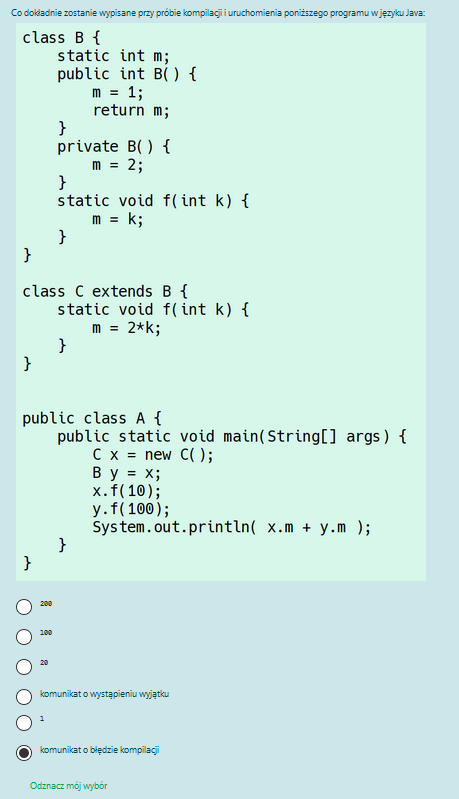 Co dokładnie zostanie wypisane przy próbie kompilacji i uruchomienia poniższego programu w języku Java:
class B {
    static int m;
    public int B() {
        m = 1;
        return m;
    }
    private B() {
        m = 2;
    }
    static void f(int k) {
        m = k;
    }
}

class C extends B {
    static void f(int k) {
        m = 2*k;
    }
}

public class A {
    public static void main(String[] args) {
        C x = new C();
        B y = x;
        x.f(10);
        y.f(100);
        System.out.println( x.m + y.m );
    }
}
200
100
20
komunikat o wystąpieniu wyjątku
1
komunikat o błędzie kompilacji
Odznacz mój wybór